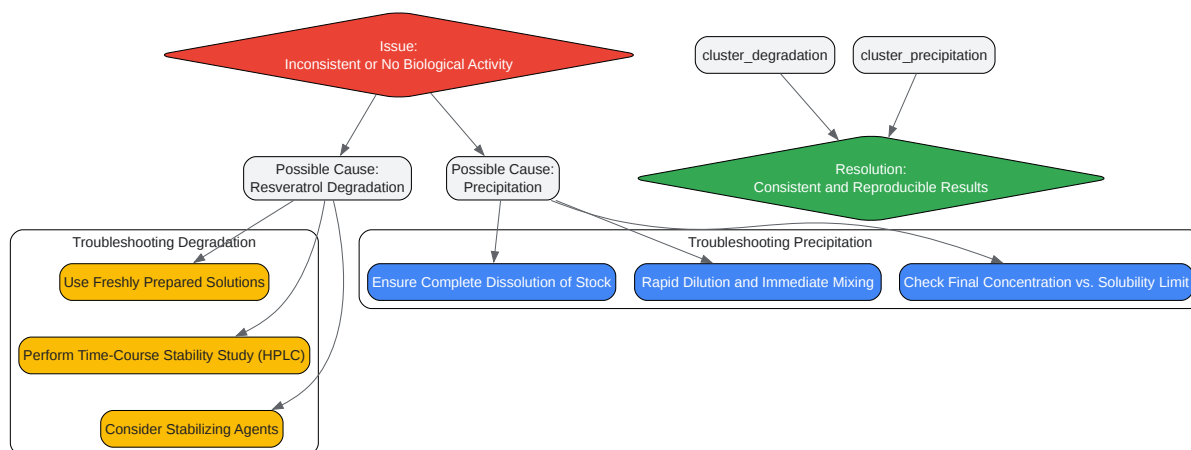 Issue:
Inconsistent or No Biological Activity
cluster_degradation
cluster_precipitation
Possible Cause:
Resveratrol Degradation
Possible Cause:
Precipitation
Resolution:
Consistent and Reproducible Results
Troubleshooting Degradation
Use Freshly Prepared Solutions
Perform Time-Course Stability Study (HPLC)
Consider Stabilizing Agents
Troubleshooting Precipitation
Ensure Complete Dissolution of Stock
Rapid Dilution and Immediate Mixing
Check Final Concentration vs. Solubility Limit